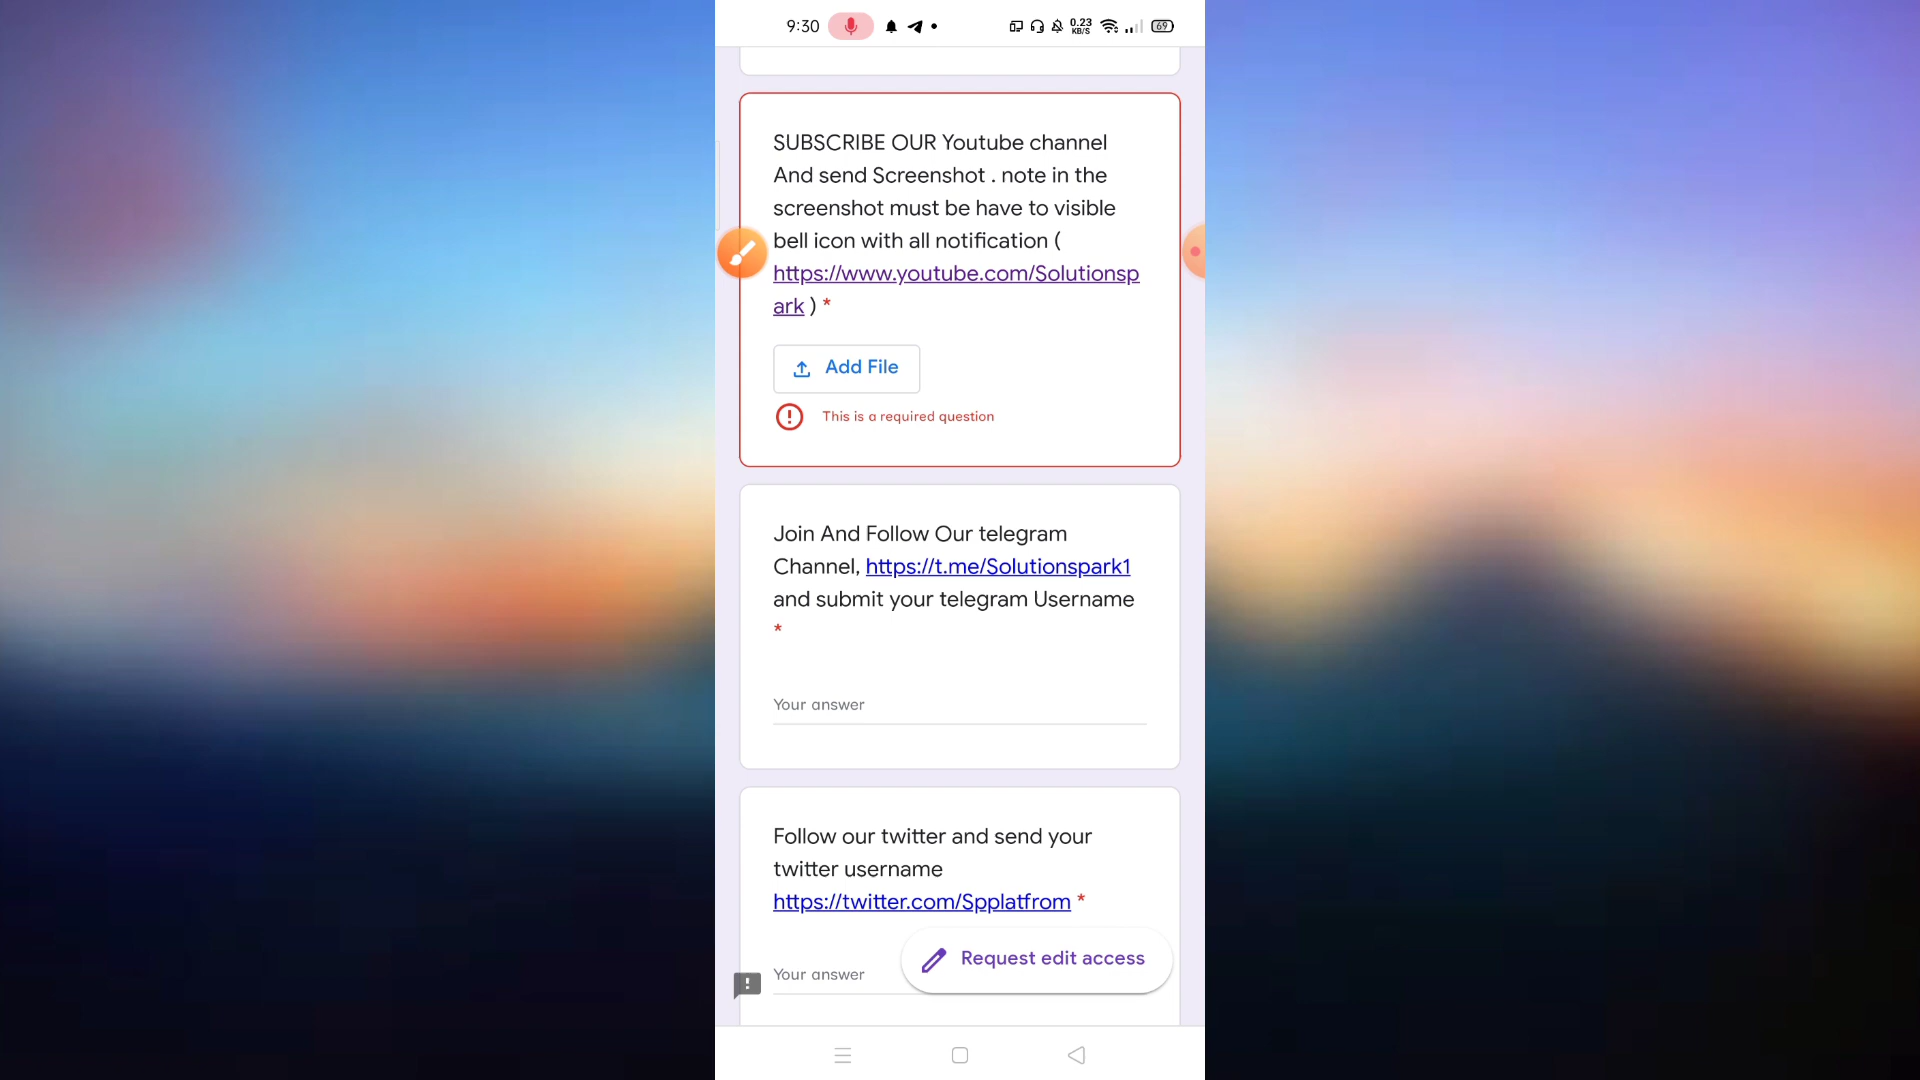 9:30
0.23
KB/S
69
SUBSCRIBE OUR Youtube channel
And send Screenshot . note in the
screenshot must be have to visible
bell icon with all notification (
https://www.youtube.com/Solutionsp
ark ) *
Add File
This is a required question
Join And Follow Our telegram
Channel, https://t.me/Solutionspark1
and submit your telegram Username
*
Your answer
Follow our twitter and send your
twitter username
https://twitter.com/Spplatfrom *
Request edit access
Your answer